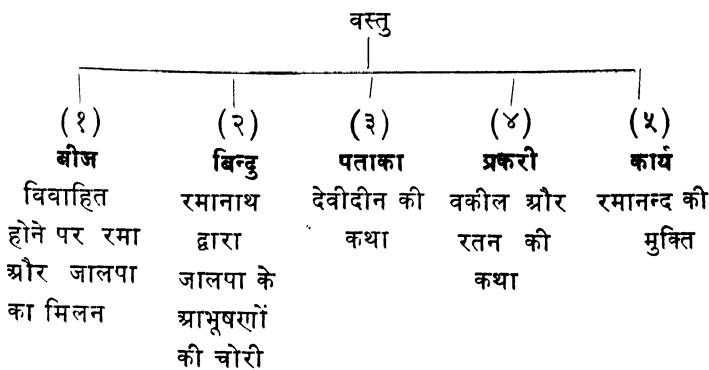 वस्तु
(१) (२) (३) (४) (५)
बीज बिन्दु पताका प्रकरी कार्य
विवाहित रमानाथ देवीदीन की वकील और रमानन्द की
होने पर रमा द्वारा कथा रतन की मुक्ति
और जालपा जालपा के कथा
का मिलन आभूषणों
की चोरी